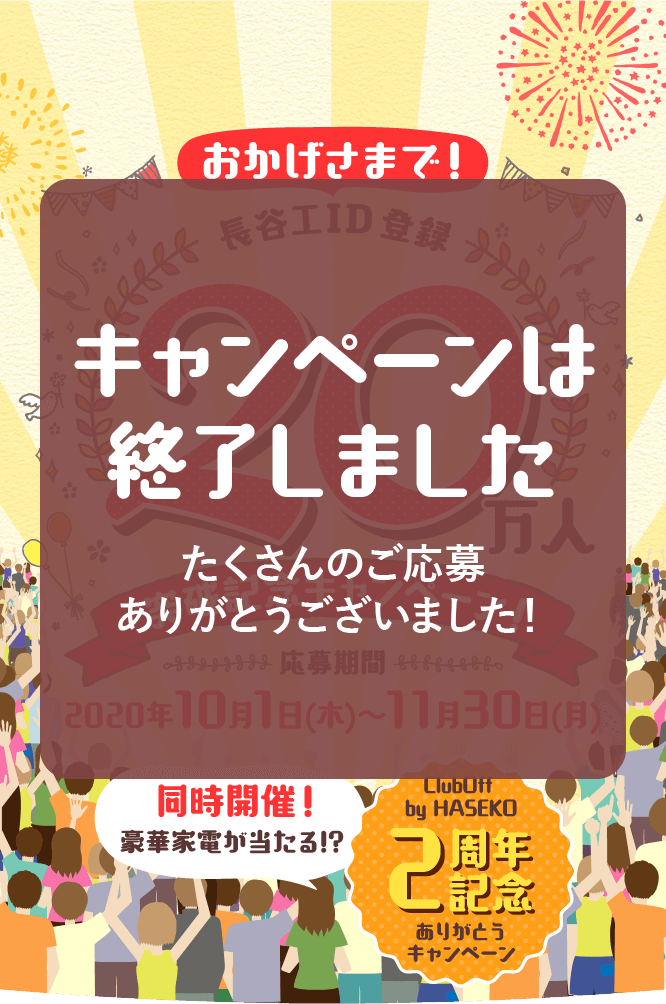 おかげさまで!
長谷工ID登録
20万人
キャンペーンは
終了しました
たくさんのご応募
ありがとうございました!
応募期間
2020年10月1日(木)～11月30日(月)
同時開催!
豪華家電が当たる!?
ClubOff
by HASEKO
2周年
記念
ありがとう
キャンペーン